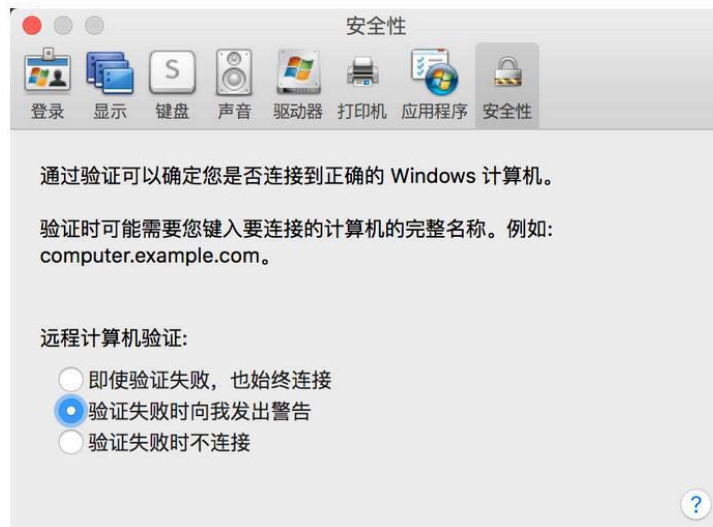 安全性
S
登录 显示 键盘 声音 驱动器 打印机 应用程序 安全性
通过验证可以确定您是否连接到正确的 Windows 计算机。
验证时可能需要您键入要连接的计算机的完整名称。例如:
computer.example.com。
远程计算机验证:
即使验证失败，也始终连接
验证失败时向我发出警告
验证失败时不连接
?